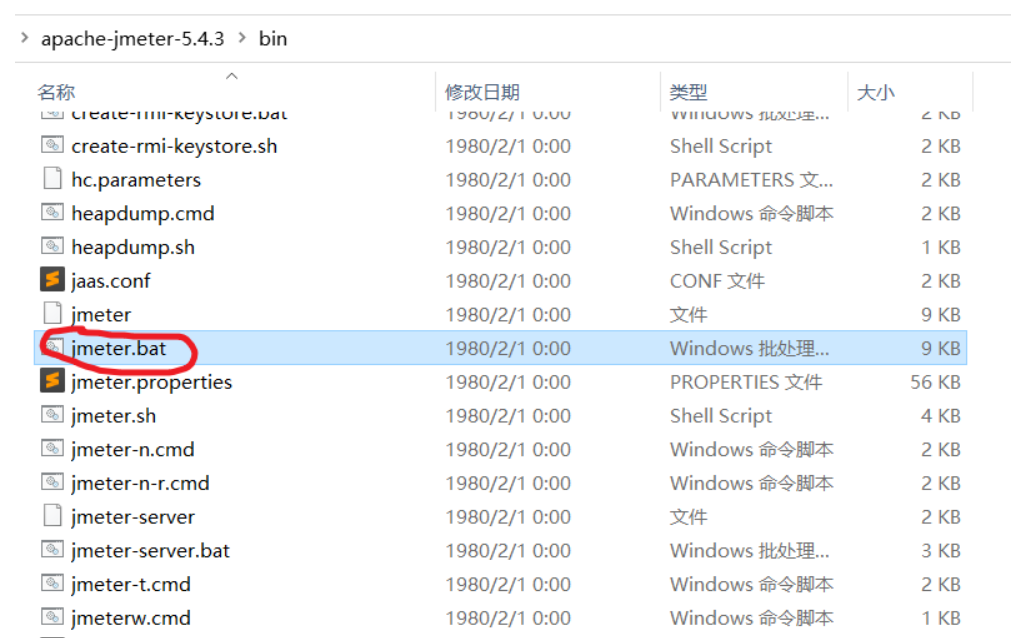 apache-jmeter-5.4.3 > bin
名称 修改日期 类型 大小
create-rmi-keystore.bat 1980/2/1 0:00 Windows 批处理... 2 KB
create-rmi-keystore.sh 1980/2/1 0:00 Shell Script 2 KB
hc.parameters 1980/2/1 0:00 PARAMETERS 文... 2 KB
heapdump.cmd 1980/2/1 0:00 Windows 命令脚本 2 KB
heapdump.sh 1980/2/1 0:00 Shell Script 1 KB
jaas.conf 1980/2/1 0:00 CONF 文件 2 KB
jmeter 1980/2/1 0:00 文件 9 KB
jmeter.bat 1980/2/1 0:00 Windows 批处理... 9 KB
jmeter.properties 1980/2/1 0:00 PROPERTIES 文件 56 KB
jmeter.sh 1980/2/1 0:00 Shell Script 4 KB
jmeter-n.cmd 1980/2/1 0:00 Windows 命令脚本 2 KB
jmeter-n-r.cmd 1980/2/1 0:00 Windows 命令脚本 2 KB
jmeter-server 1980/2/1 0:00 文件 2 KB
jmeter-server.bat 1980/2/1 0:00 Windows 批处理... 3 KB
jmeter-t.cmd 1980/2/1 0:00 Windows 命令脚本 2 KB
jmeterw.cmd 1980/2/1 0:00 Windows 命令脚本 1 KB